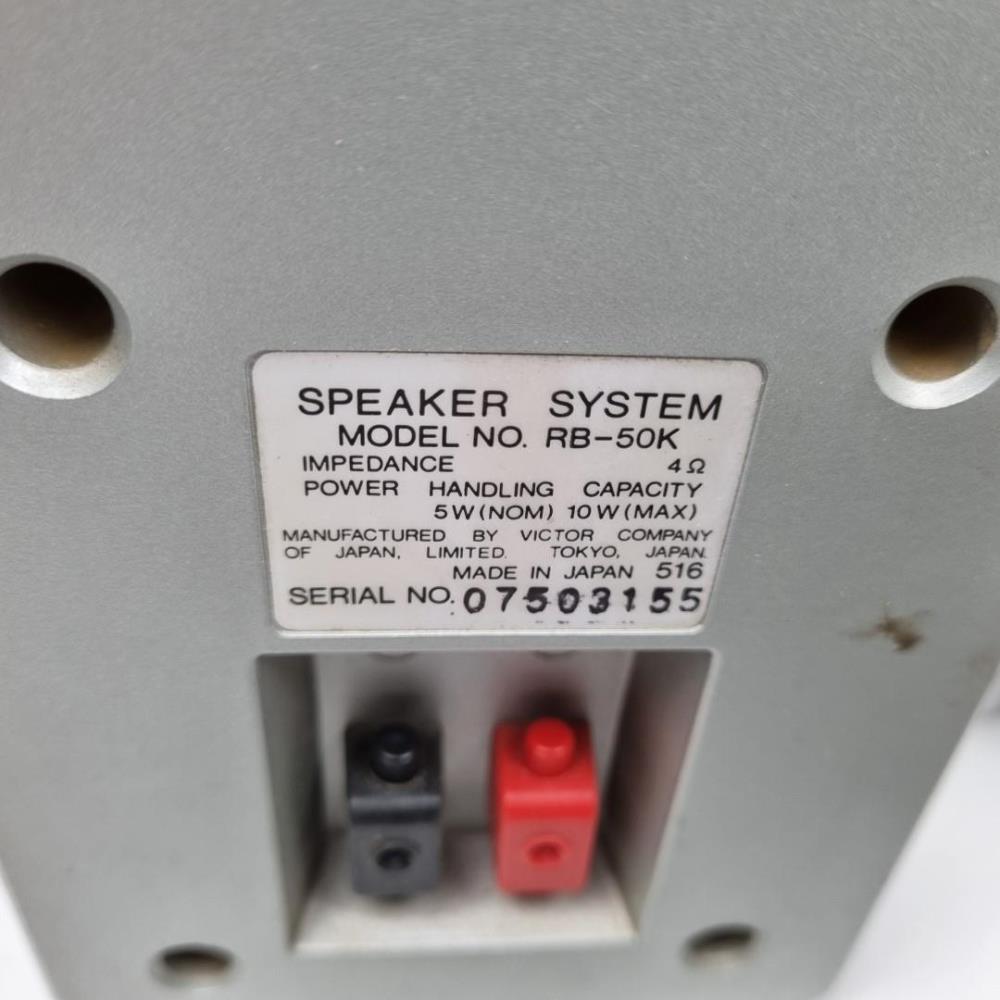 SPEAKER SYSTEM
MODEL NO. RB-50K
IMPEDANCE 4Ω
POWER HANDLING CAPACITY
5W(NOM) 10W(MAX)
MANUFACTURED BY VICTOR COMPANY
OF JAPAN, LIMITED. TOKYO, JAPAN.
MADE IN JAPAN 516
SERIAL NO. 07503155